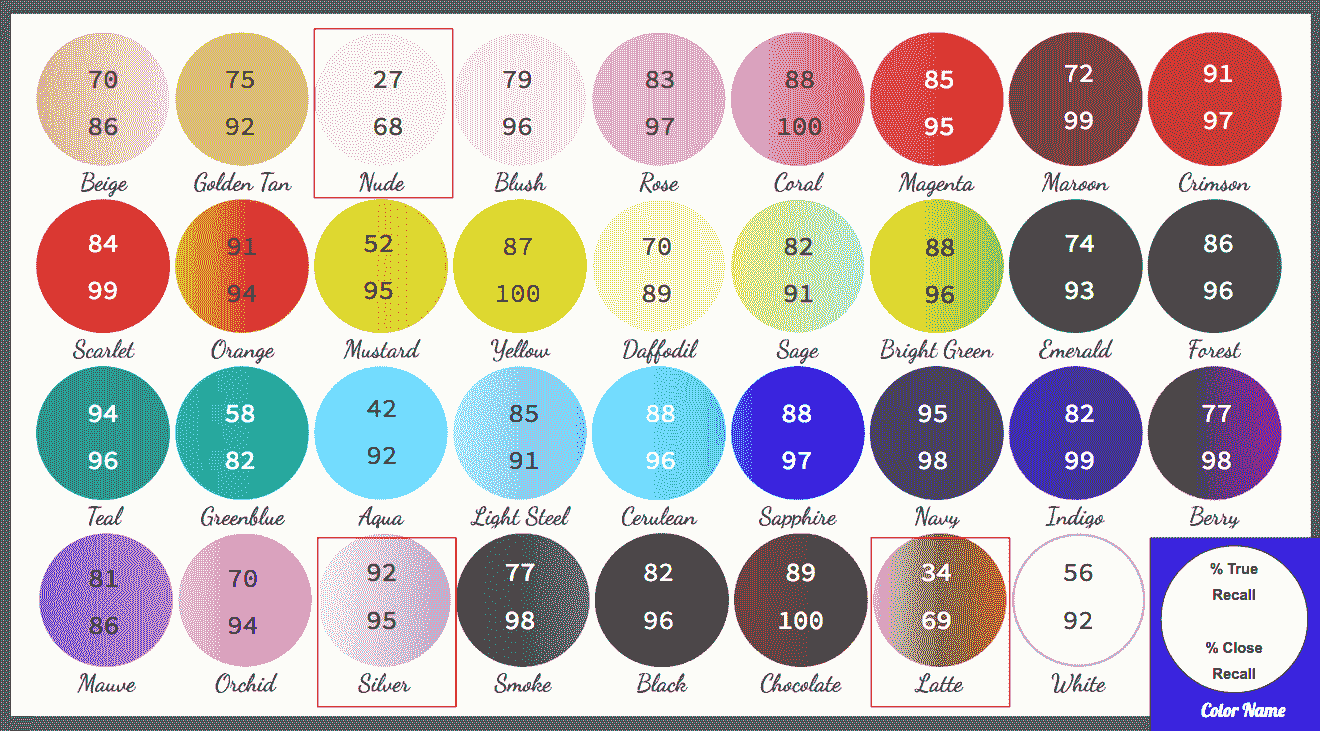 70 75 27 79 83 88 85 72 91
86 92 68 96 97 100 95 99 97
Beige Golden Tan Nude Blush Rose Coral Magenta Maroon Crimson
84 91 52 87 70 82 88 74 86
99 94 95 100 89 91 96 93 96
Scarlet Orange Mustard Yellow Daffodil Sage Bright Green Emerald Forest
94 58 42 85 88 88 95 82 77
96 82 92 91 96 97 98 99 98
Teal Greenblue Aqua Light Steel Cerulean Sapphire Navy Indigo Berry
81 70 92 77 82 89 34 56
86 94 95 98 96 100 69 92
Mauve Orchid Silver Smoke Black Chocolate Latte White
% True
Recall
% Close
Recall
Color Name